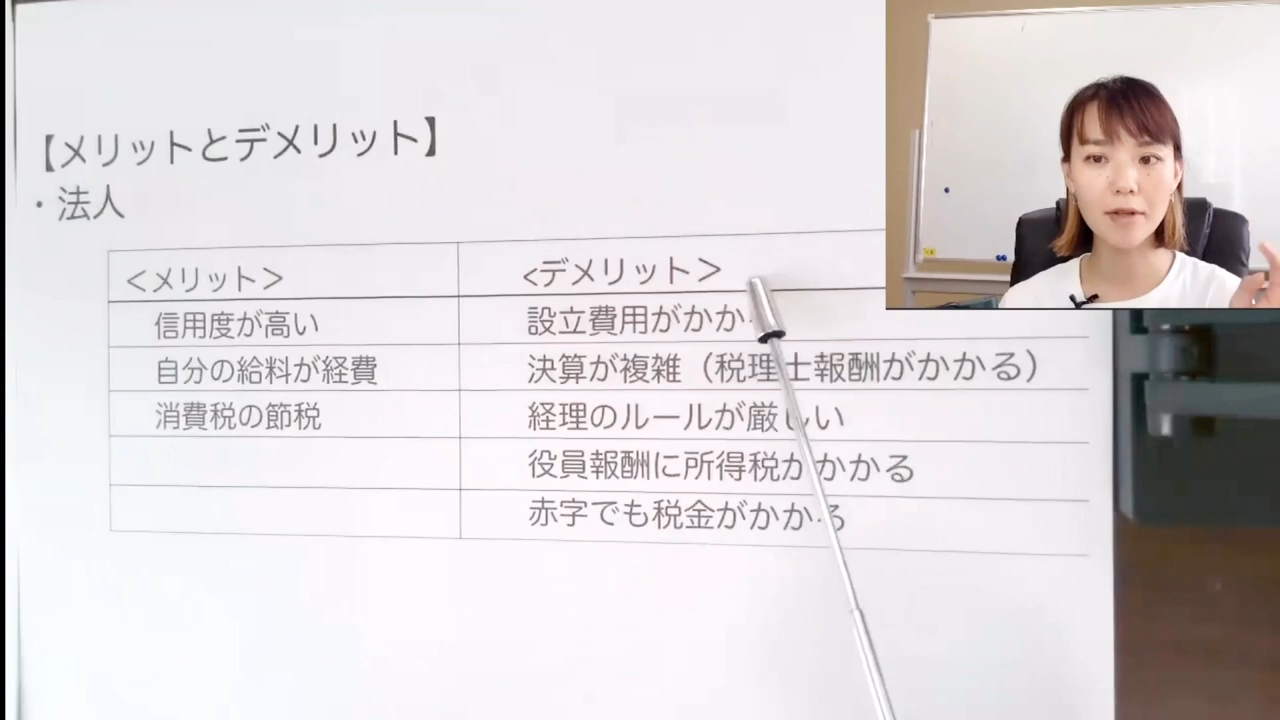 【メリットとデメリット】
・法人
＜メリット＞ <デメリット＞
信用度が高い 設立費用がかか
自分の給料が経費 決算が複雑（税理士報酬がかかる）
消費税の節税 経理のルールが厳しい
役員報酬に所得税がかかる
赤字でも税金がかかる